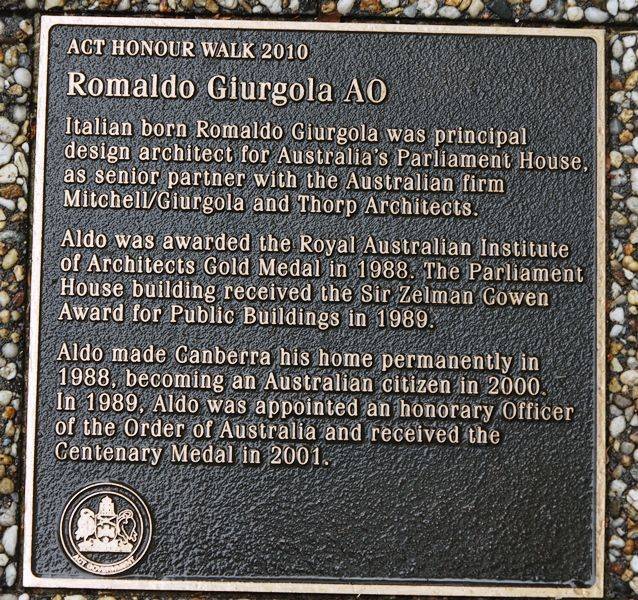 ACT HONOUR WALK 2010
Romaldo Giurgola AO
Italian born Romaldo Giurgola was principal
design architect for Australia's Parliament House,
as senior partner with the Australian firm
Mitchell/Giurgola and Thorp Architects.
Aldo was awarded the Royal Australian Institute
of Architects Gold Medal in 1988. The Parliament
House building received the Sir Zelman Cowen
Award for Public Buildings in 1989.
Aldo made Canberra his home permanently in
1988, becoming an Australian citizen in 2000.
In 1989, Aldo was appointed an honorary Officer
of the Order of Australia and received the
Centenary Medal in 2001.
ACT GOVERNMENT